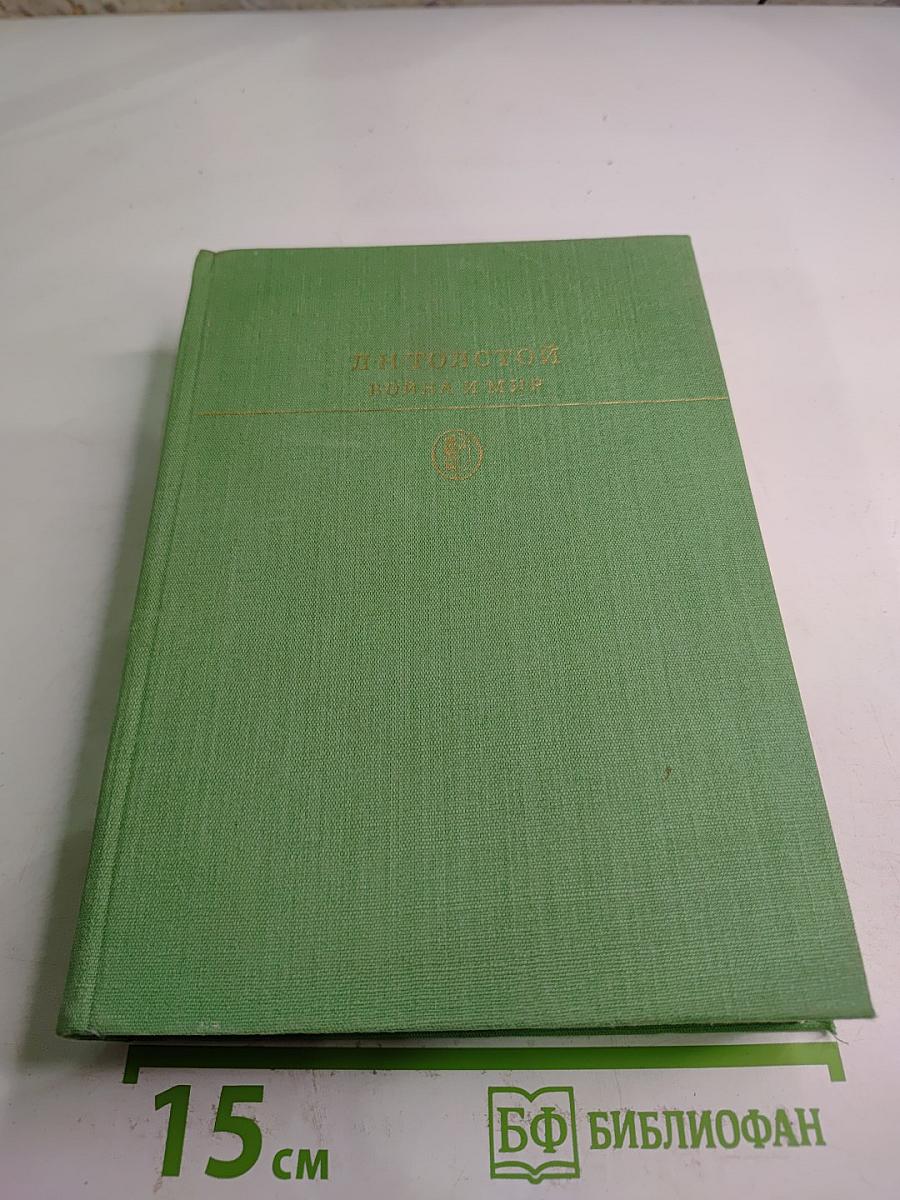 Л·Н·ТОЛСТОЙ
ВОЙНА И МИР
15 см
БФ БИБЛИОФАН